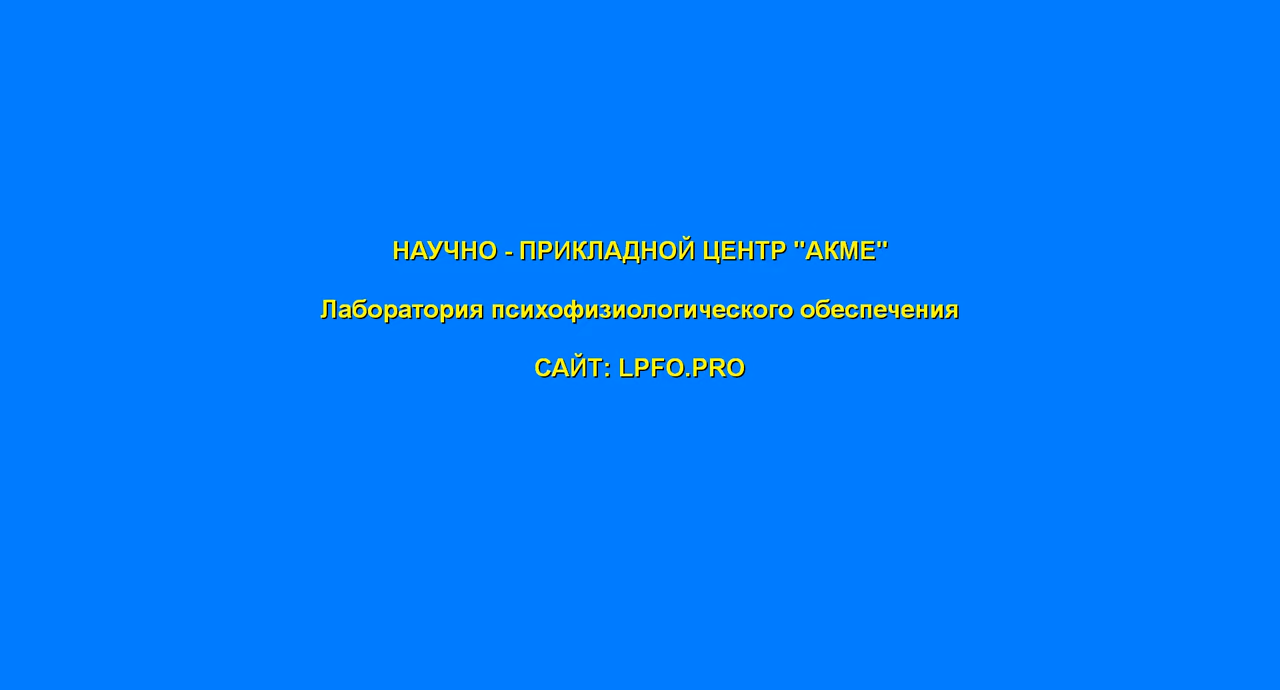 НАУЧНО - ПРИКЛАДНОЙ ЦЕНТР "АКМЕ"
Лаборатория психофизиологического обеспечения
САЙТ: LPFO.PRO